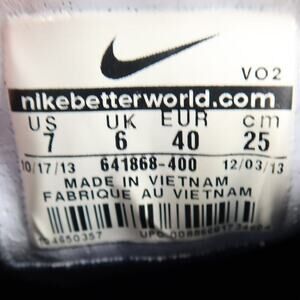 VO2
nikebetterworld.com
US UK EUR cm
7 6 40 25
10/17/13 641868-400 12/03/13
MADE IN VIETNAM
FABRIQUE AU VIETNAM
UPC